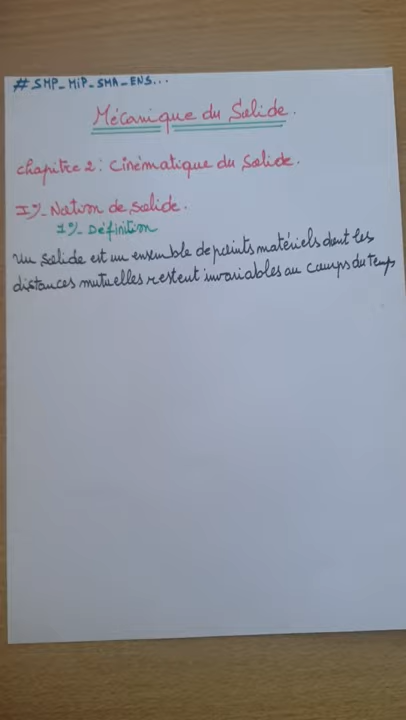 #SMP_MiP_SMA_ENS...
Mécanique du Solide.
chapitre 2: Cinématique du Solide.
I°/- Notion de solide.
1°/- Définition
Un solide est un ensemble de points matériels dont les
distances mutuelles restent invariables au cours du temps